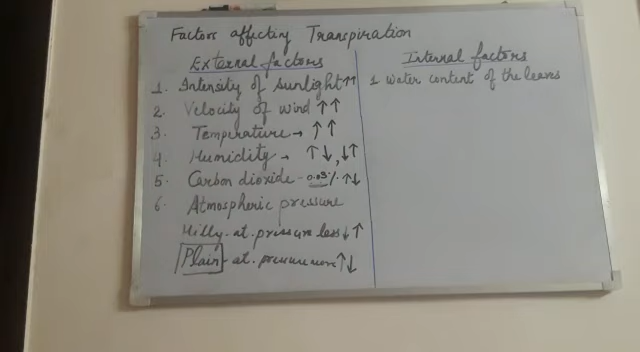 Factors affecting Transpiration
External factors
1. Intensity of sunlight ↑↑
2. Velocity of wind ↑↑
3 Temperature → ↑↑
4. Humidity → ↑↓, ↓↑
5 Carbon dioxide - 0.03% ↑↓
6. Atmospheric pressure
Hilly - at. pressure less ↓↑
Plain - at. pressure more ↑↓
Internal factors
1 Water content of the leaves